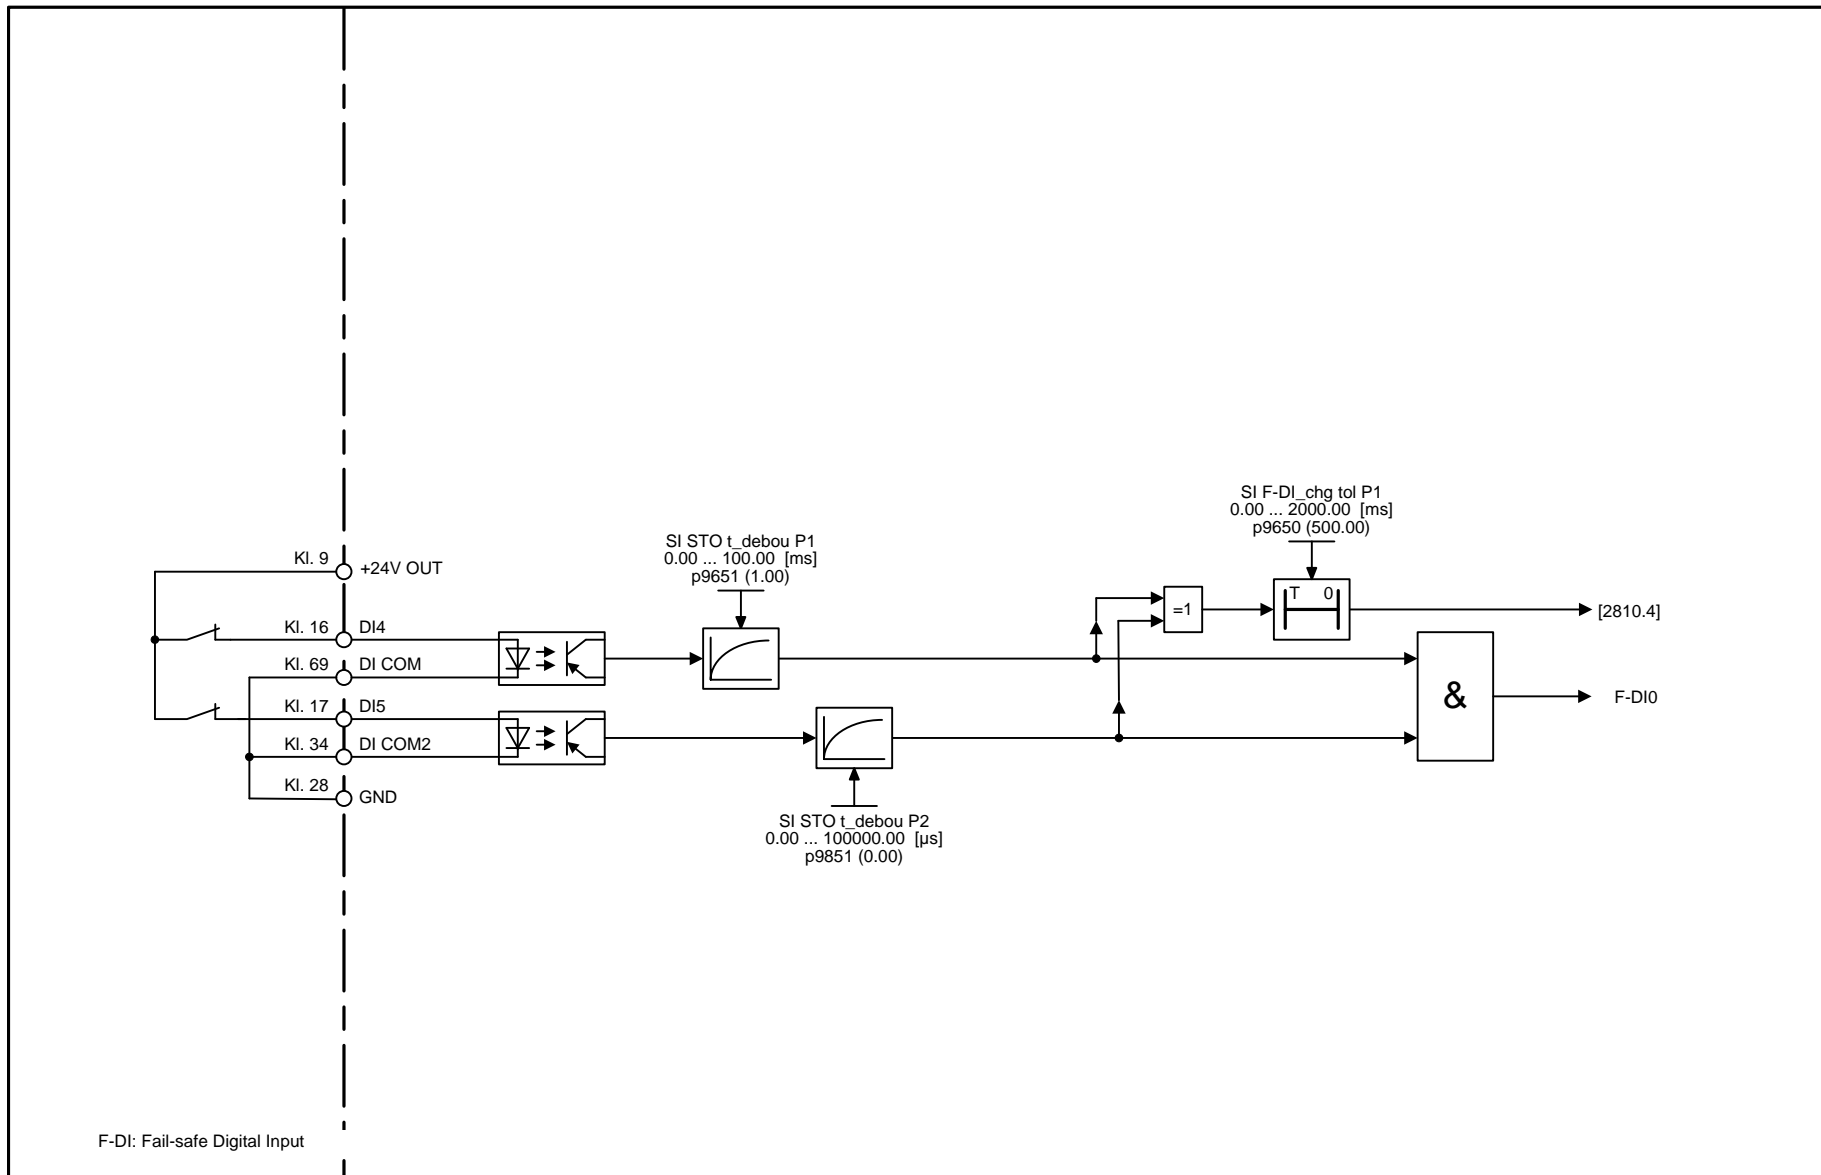 SI F-DI_chg tol P1
0.00 ... 2000.00 [ms]
p9650 (500.00)
SI STO t_debou P1
0.00 ... 100.00 [ms]
p9651 (1.00)
Kl. 9
+24V OUT
T 0
=1
[2810.4]
Kl. 16
DI4
Kl. 69
DI COM
&
F-DI0
Kl. 17
DI5
Kl. 34
DI COM2
Kl. 28
GND
SI STO t_debou P2
0.00 ... 100000.00 [µs]
p9851 (0.00)
F-DI: Fail-safe Digital Input